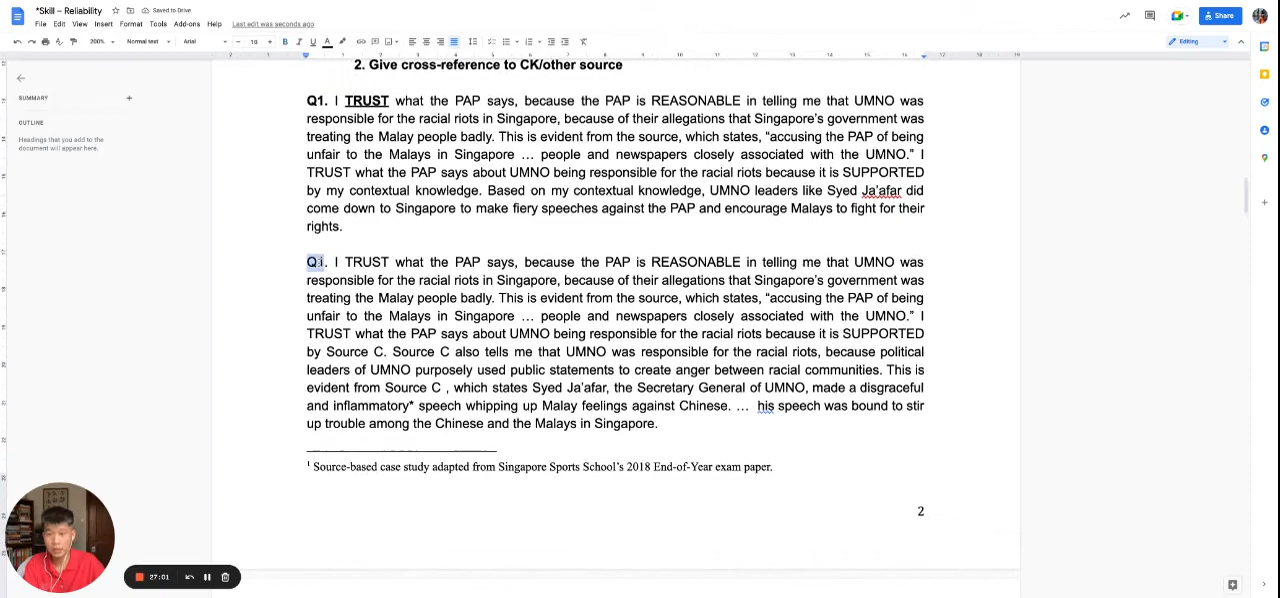 *Skill – Reliability
Saved to Drive
File Edit View Insert Format Tools Add-ons Help Last edit was seconds ago
Share
200% Normal text Arial 18 B I U A
Editing
SUMMARY
OUTLINE
Headings that you add to the
document will appear here.
2. Give cross-reference to CK/other source
Q1. I TRUST what the PAP says, because the PAP is REASONABLE in telling me that UMNO was
responsible for the racial riots in Singapore, because of their allegations that Singapore's government was
treating the Malay people badly. This is evident from the source, which states, “accusing the PAP of being
unfair to the Malays in Singapore … people and newspapers closely associated with the UMNO.” I
TRUST what the PAP says about UMNO being responsible for the racial riots because it is SUPPORTED
by my contextual knowledge. Based on my contextual knowledge, UMNO leaders like Syed Ja’afar did
come down to Singapore to make fiery speeches against the PAP and encourage Malays to fight for their
rights.
I TRUST what the PAP says, because the PAP is REASONABLE in telling me that UMNO was
responsible for the racial riots in Singapore, because of their allegations that Singapore's government was
treating the Malay people badly. This is evident from the source, which states, “accusing the PAP of being
unfair to the Malays in Singapore … people and newspapers closely associated with the UMNO.” I
TRUST what the PAP says about UMNO being responsible for the racial riots because it is SUPPORTED
by Source C. Source C also tells me that UMNO was responsible for the racial riots, because political
leaders of UMNO purposely used public statements to create anger between racial communities. This is
evident from Source C , which states Syed Ja’afar, the Secretary General of UMNO, made a disgraceful
and inflammatory* speech whipping up Malay feelings against Chinese. … his speech was bound to stir
up trouble among the Chinese and the Malays in Singapore.
1 Source-based case study adapted from Singapore Sports School’s 2018 End-of-Year exam paper.
2
27:01